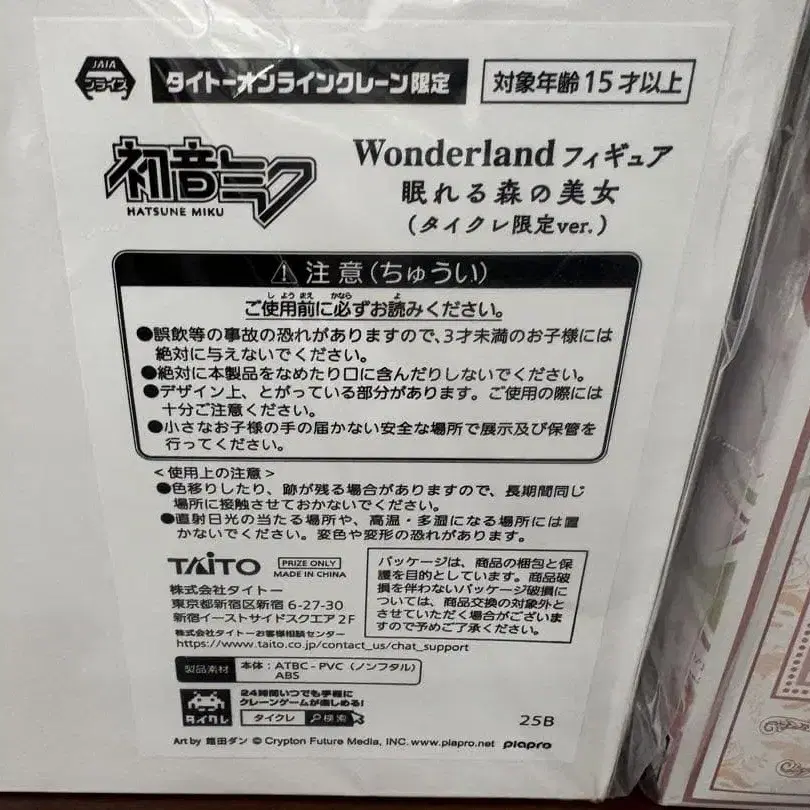 JAIA
プライズ
タイトーオンラインクレーン限定
対象年齢15才以上
初音ミク
HATSUNE MIKU
Wonderland フィギュア
眠れる森の美女
(タイクレ限定ver.)
⚠注意(ちゅうい)
しようまえ かなら よ
ご使用前に必ずお読みください。
●誤飲等の事故の恐れがありますので、3才未満のお子様には
絶対に与えないでください。
●絶対に本製品をなめたり口に含んだりしないでください。
●デザイン上、とがっている部分があります。ご使用の際には
十分ご注意ください。
●小さなお子様の手の届かない安全な場所で展示及び保管を
行ってください。
<使用上の注意>
●色移りしたり、跡が残る場合がありますので、長期間同じ
場所に接触させておかないでください。
●直射日光の当たる場所や、高温・多湿になる場所には置
かないでください。変色や変形の恐れがあります。
TAITO
PRIZE ONLY
MADE IN CHINA
株式会社タイトー
東京都新宿区新宿 6-27-30
新宿イーストサイドスクエア 2F
株式会社タイトーお客様相談センター
https://www.taito.co.jp/contact_us/chat_support
パッケージは、商品の梱包と保
護を目的としています。商品破
損を伴わないパッケージ破損に
ついては、商品交換の対象外と
させていただく場合がございま
すので予めご了承ください。
製品素材
本体:ATBC-PVC(ノンフタル)
ABS
タイクレ
24時間いつでも手軽に
クレーンゲームが楽しめる!
タイクレ 検索
25B
Art by 臨田ダン © Crypton Future Media, INC. www.piapro.net piapro